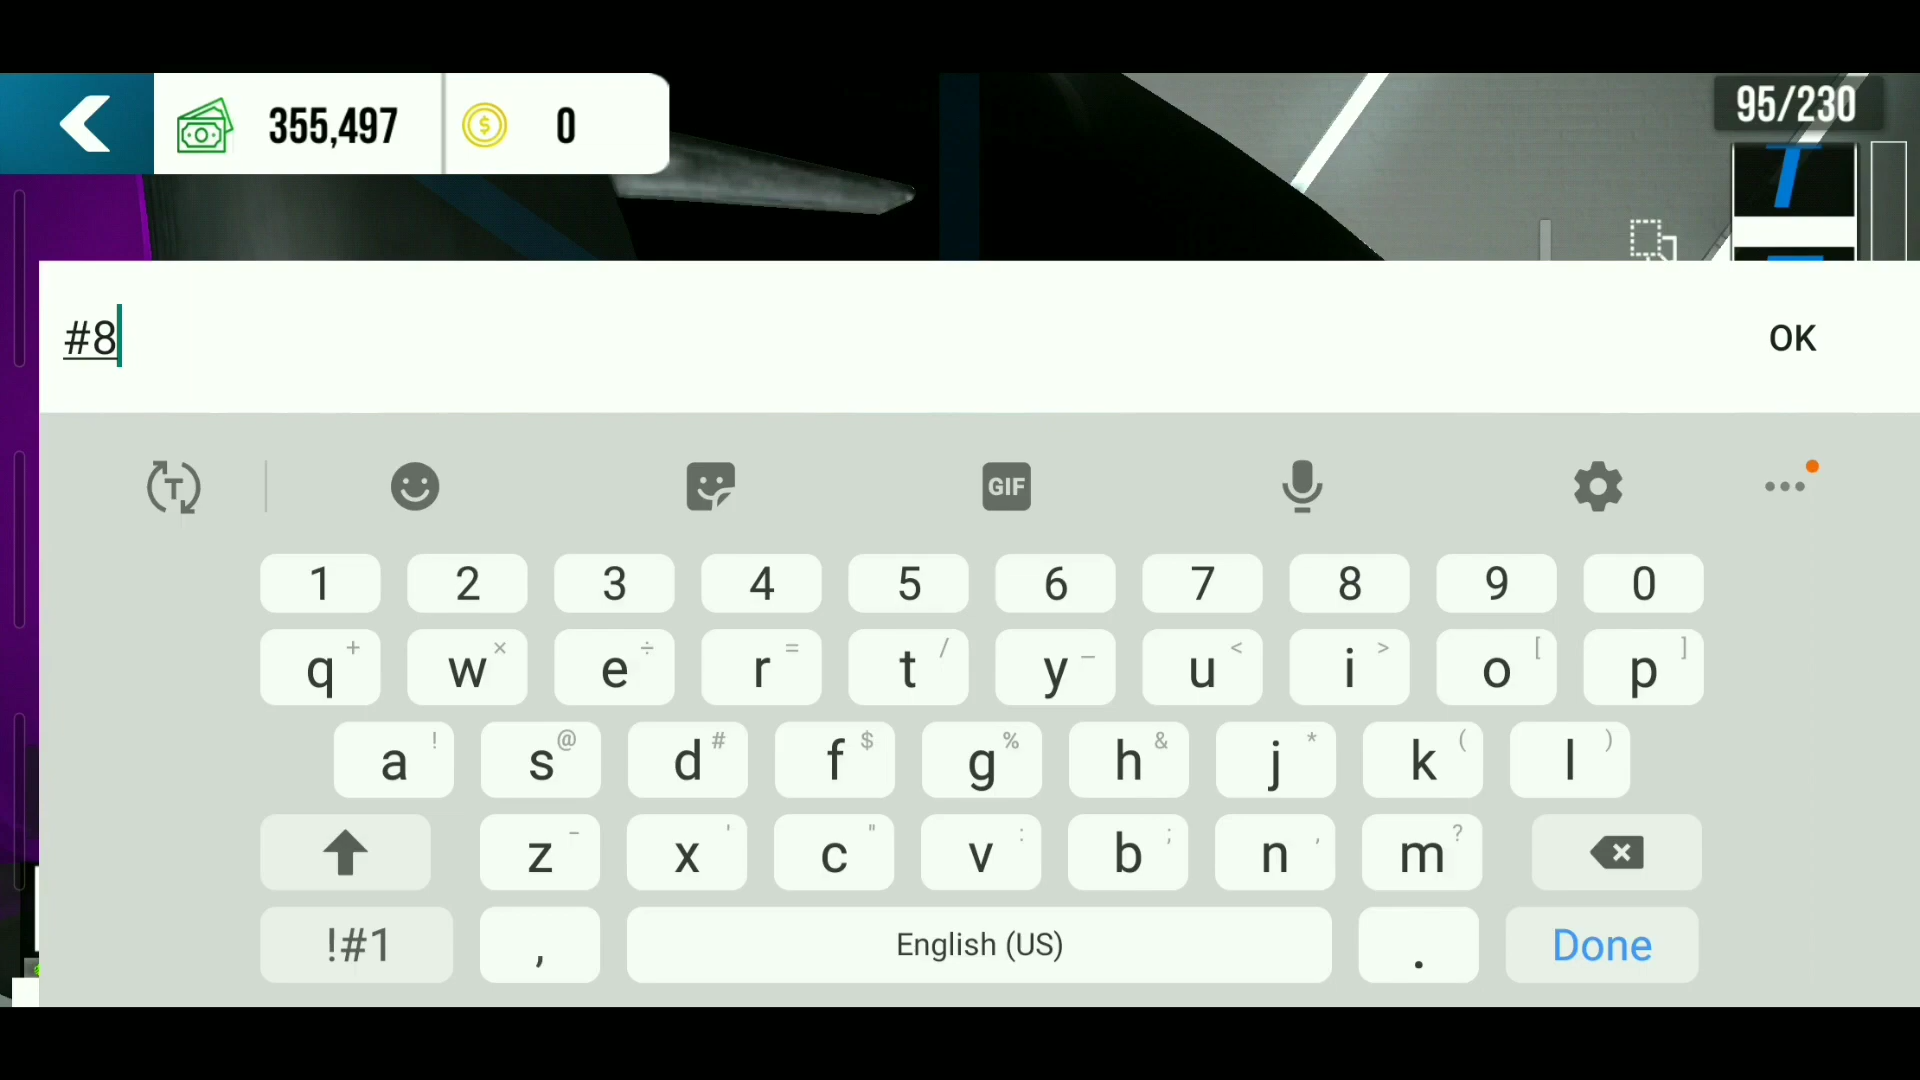 355,497 $ 0
95/230
T
#8 OK
T GIF
1 2 3 4 5 6 7 8 9 0
q + w × e ÷ r = t / y _ u < i > o [ p ]
a ! s @ d # f $ g % h & j * k ( l )
z - x ' c " v : b ; n , m ?
!#1 , English (US) . Done